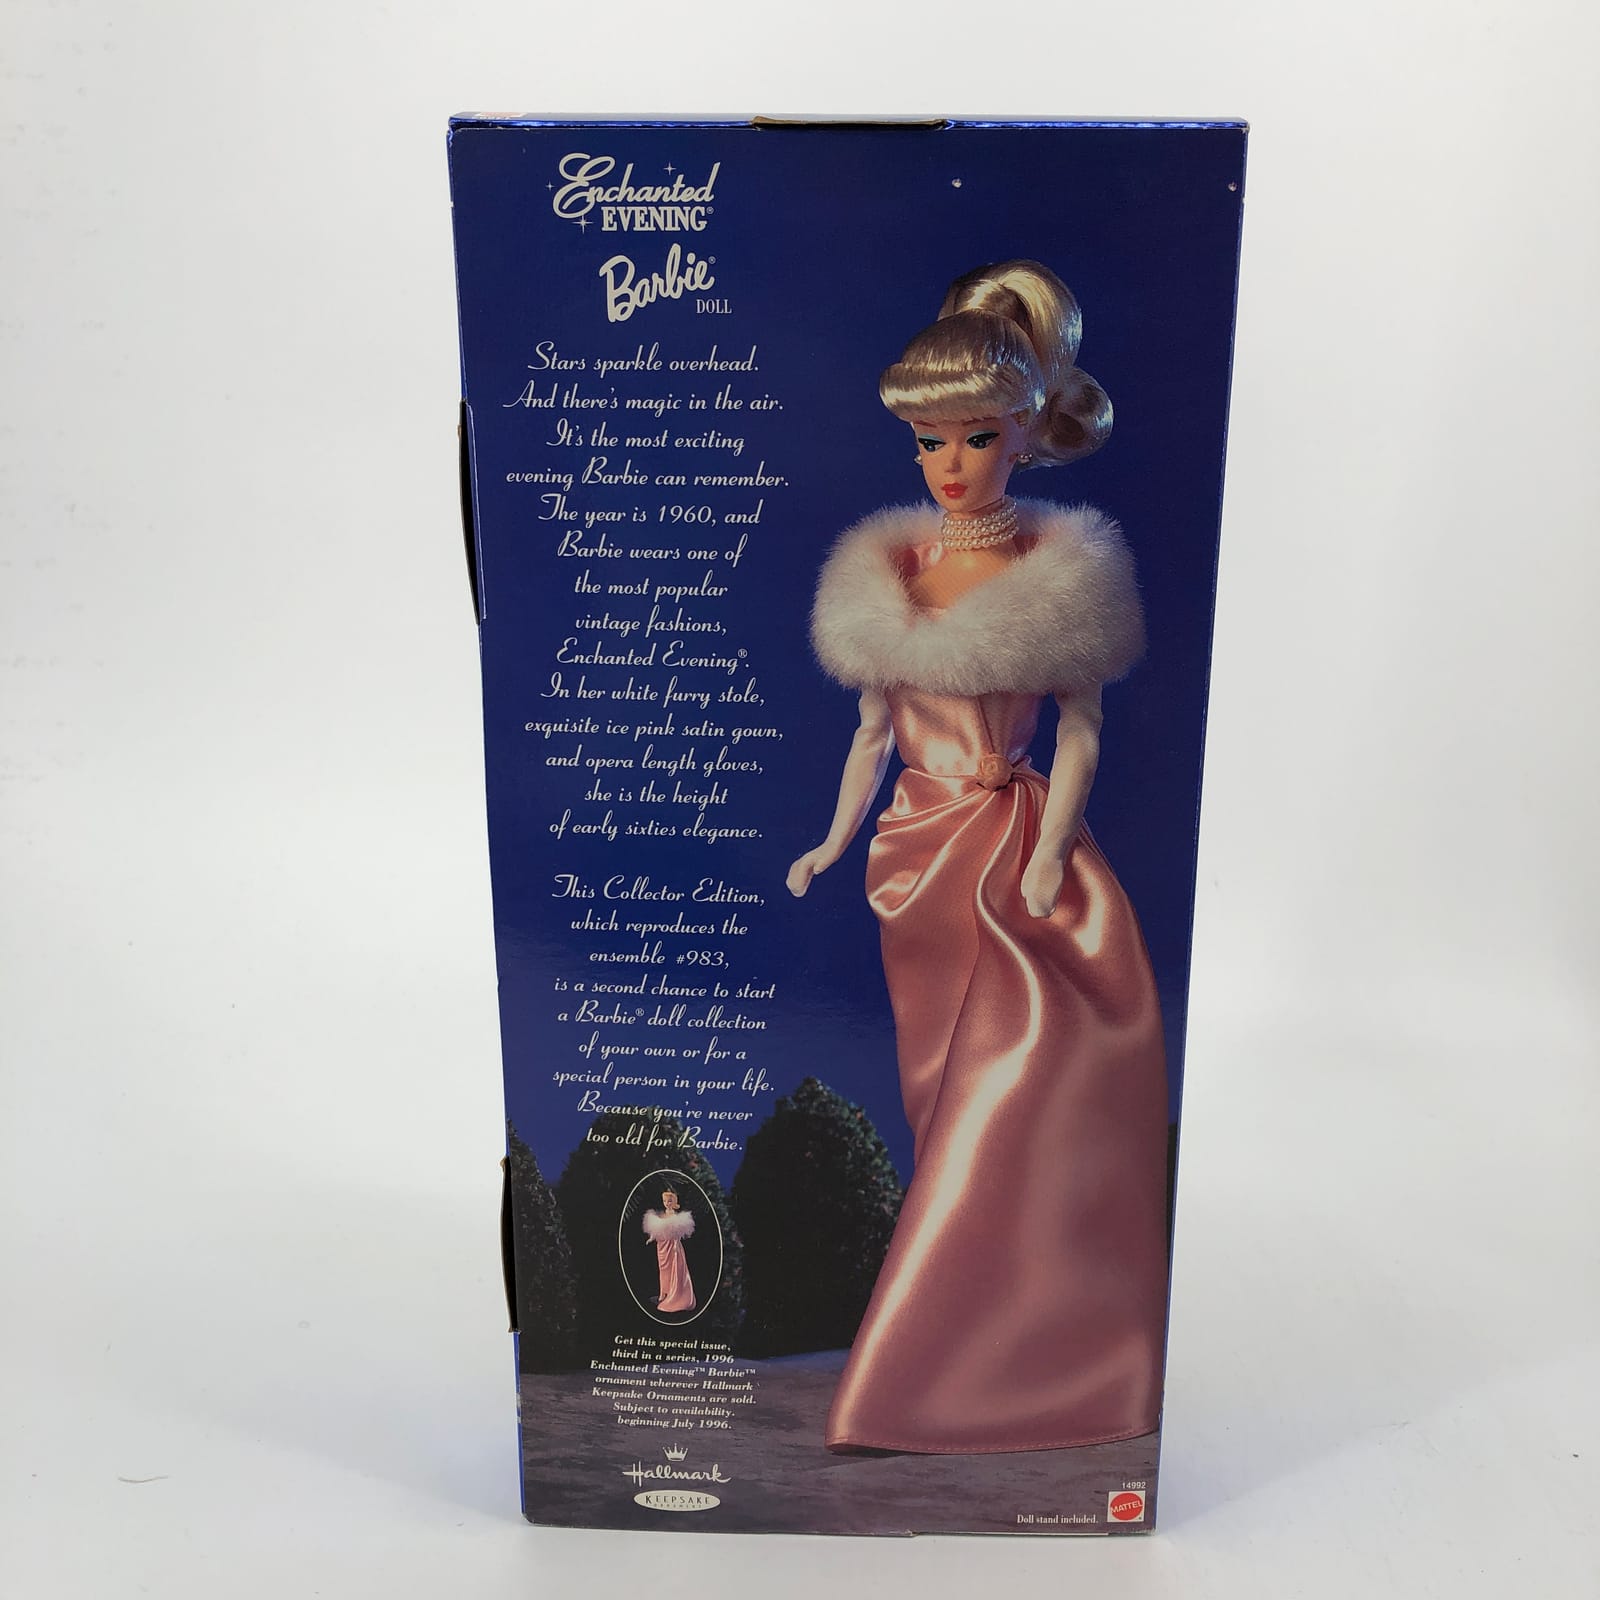 Enchanted
EVENING®
Barbie®
DOLL
Stars sparkle overhead.
And there's magic in the air.
It's the most exciting
evening Barbie can remember.
The year is 1960, and
Barbie wears one of
the most popular
vintage fashions,
Enchanted Evening®.
In her white furry stole,
exquisite ice pink satin gown,
and opera length gloves,
she is the height
of early sixties elegance.
This Collector Edition,
which reproduces the
ensemble #983,
is a second chance to start
a Barbie® doll collection
of your own or for a
special person in your life.
Because you're never
too old for Barbie.
Get this special issue,
third in a series, 1996
Enchanted Evening™ Barbie™
ornament wherever Hallmark
Keepsake Ornaments are sold.
Subject to availability.
beginning July 1996.
Hallmark
KEEPSAKE
ORNAMENT
14992
MATTEL
Doll stand included.